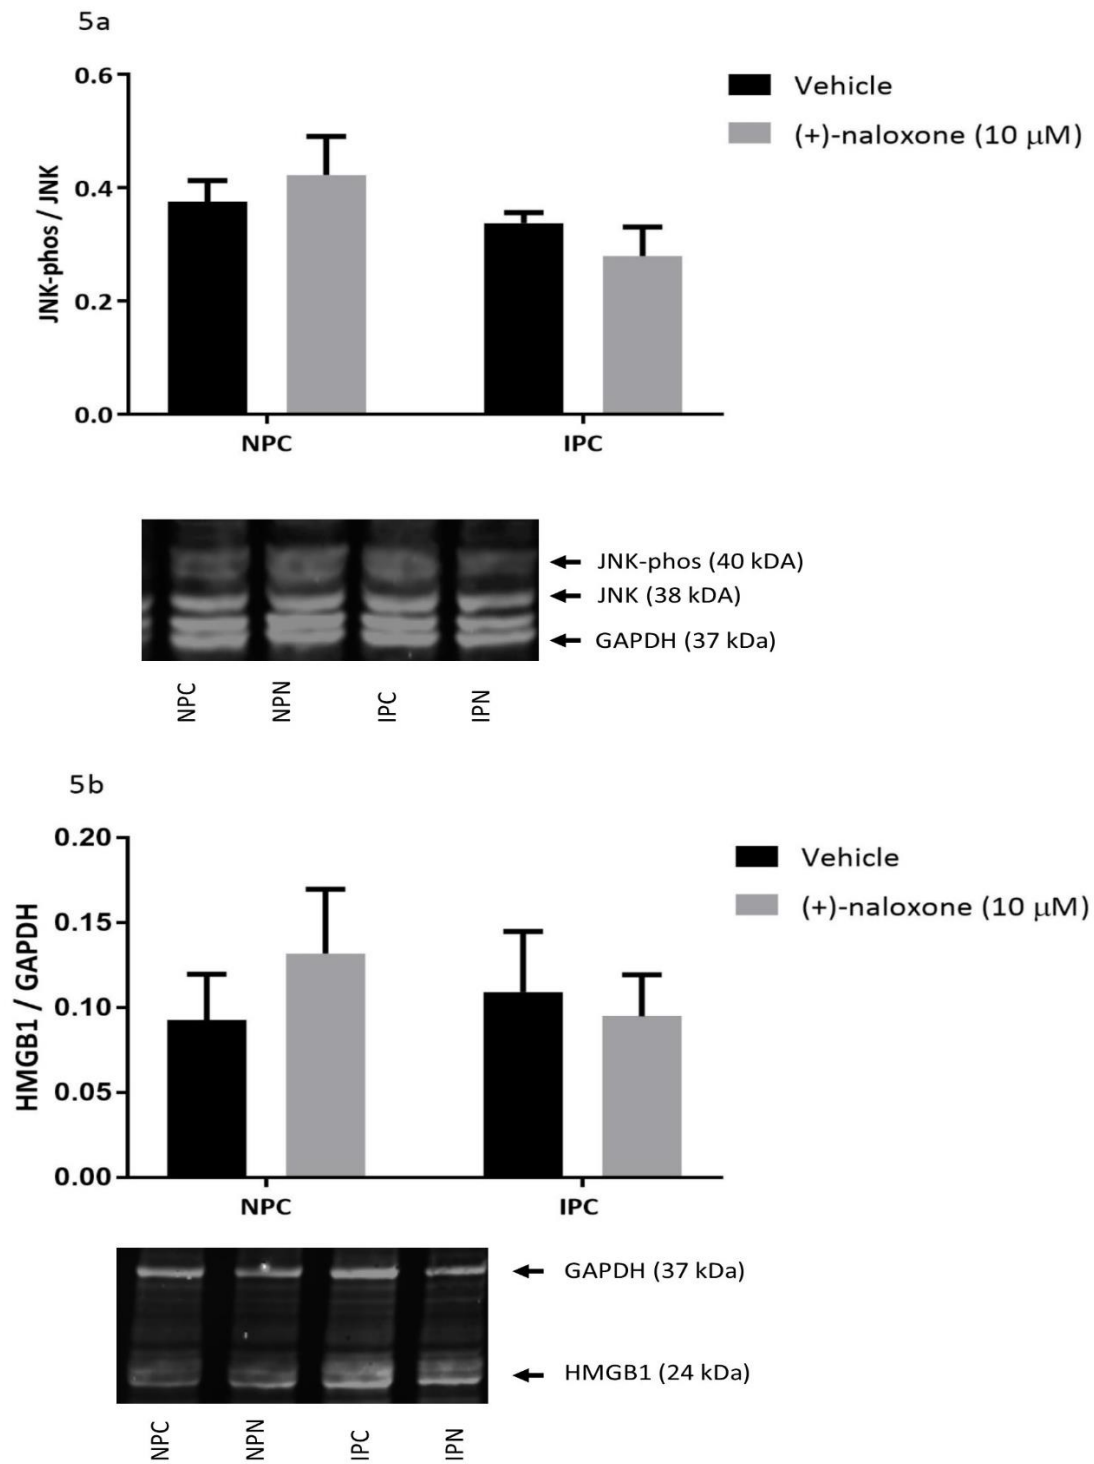 5a
0.6
0.4
0.2
0.0
JNK-phos / JNK
NPC
IPC
Vehicle
(+)-naloxone (10 μM)
JNK-phos (40 kDA)
JNK (38 kDA)
GAPDH (37 kDa)
NPC
NPN
IPC
IPN
5b
0.20
0.15
0.10
0.05
0.00
HMGB1 / GAPDH
NPC
IPC
Vehicle
(+)-naloxone (10 μM)
GAPDH (37 kDa)
HMGB1 (24 kDa)
NPC
NPN
IPC
IPN